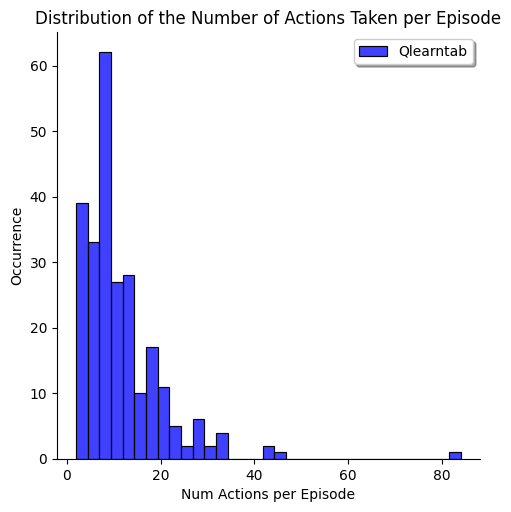 Distribution of the Number of Actions Taken per Episode
Qlearntab
60
50
40
30
20
10
0
Occurrence
0 20 40 60 80
Num Actions per Episode